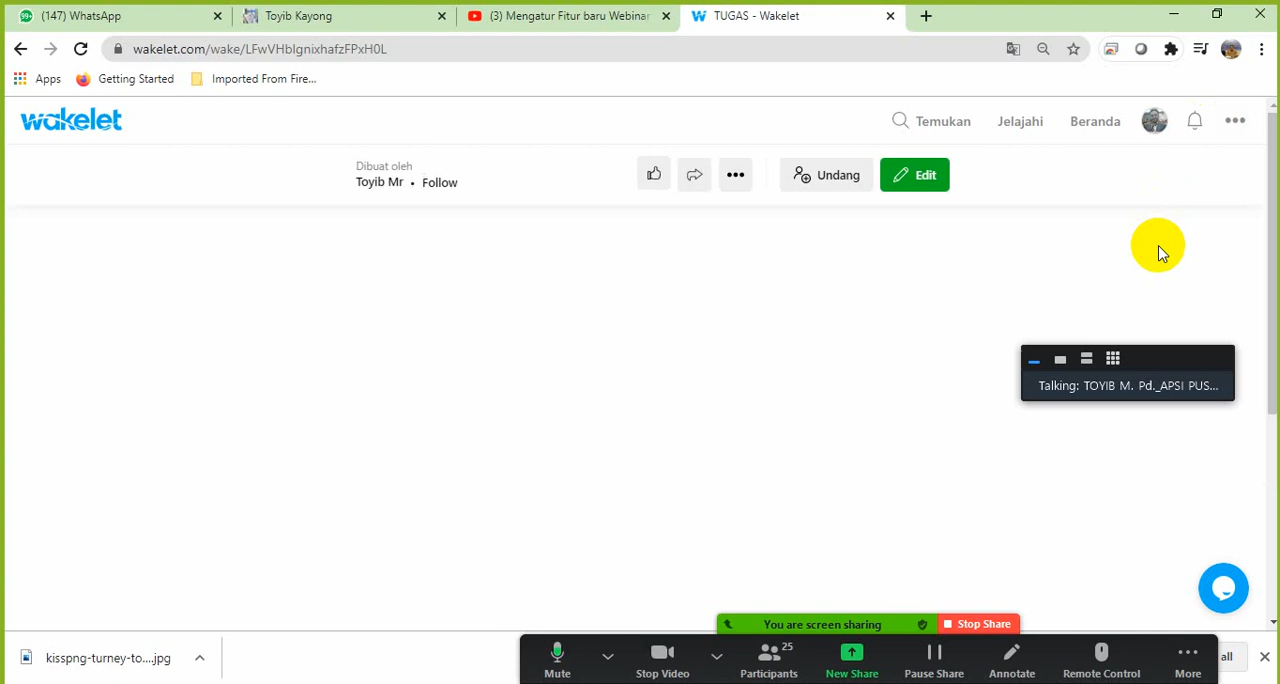 99+ (147) WhatsApp
Toyib Kayong
(3) Mengatur Fitur baru Webinar
TUGAS - Wakelet
wakelet.com/wake/LFwVHbIgnixhafzFPxH0L
Apps
Getting Started
Imported From Fire...
wakelet
Temukan
Jelajahi
Beranda
Dibuat oleh
Toyib Mr • Follow
Undang
Edit
Talking: TOYIB M. Pd._APSI PUS...
You are screen sharing
Stop Share
kisspng-turney-to....jpg
Mute
Stop Video
25
Participants
New Share
Pause Share
Annotate
Remote Control
More
all